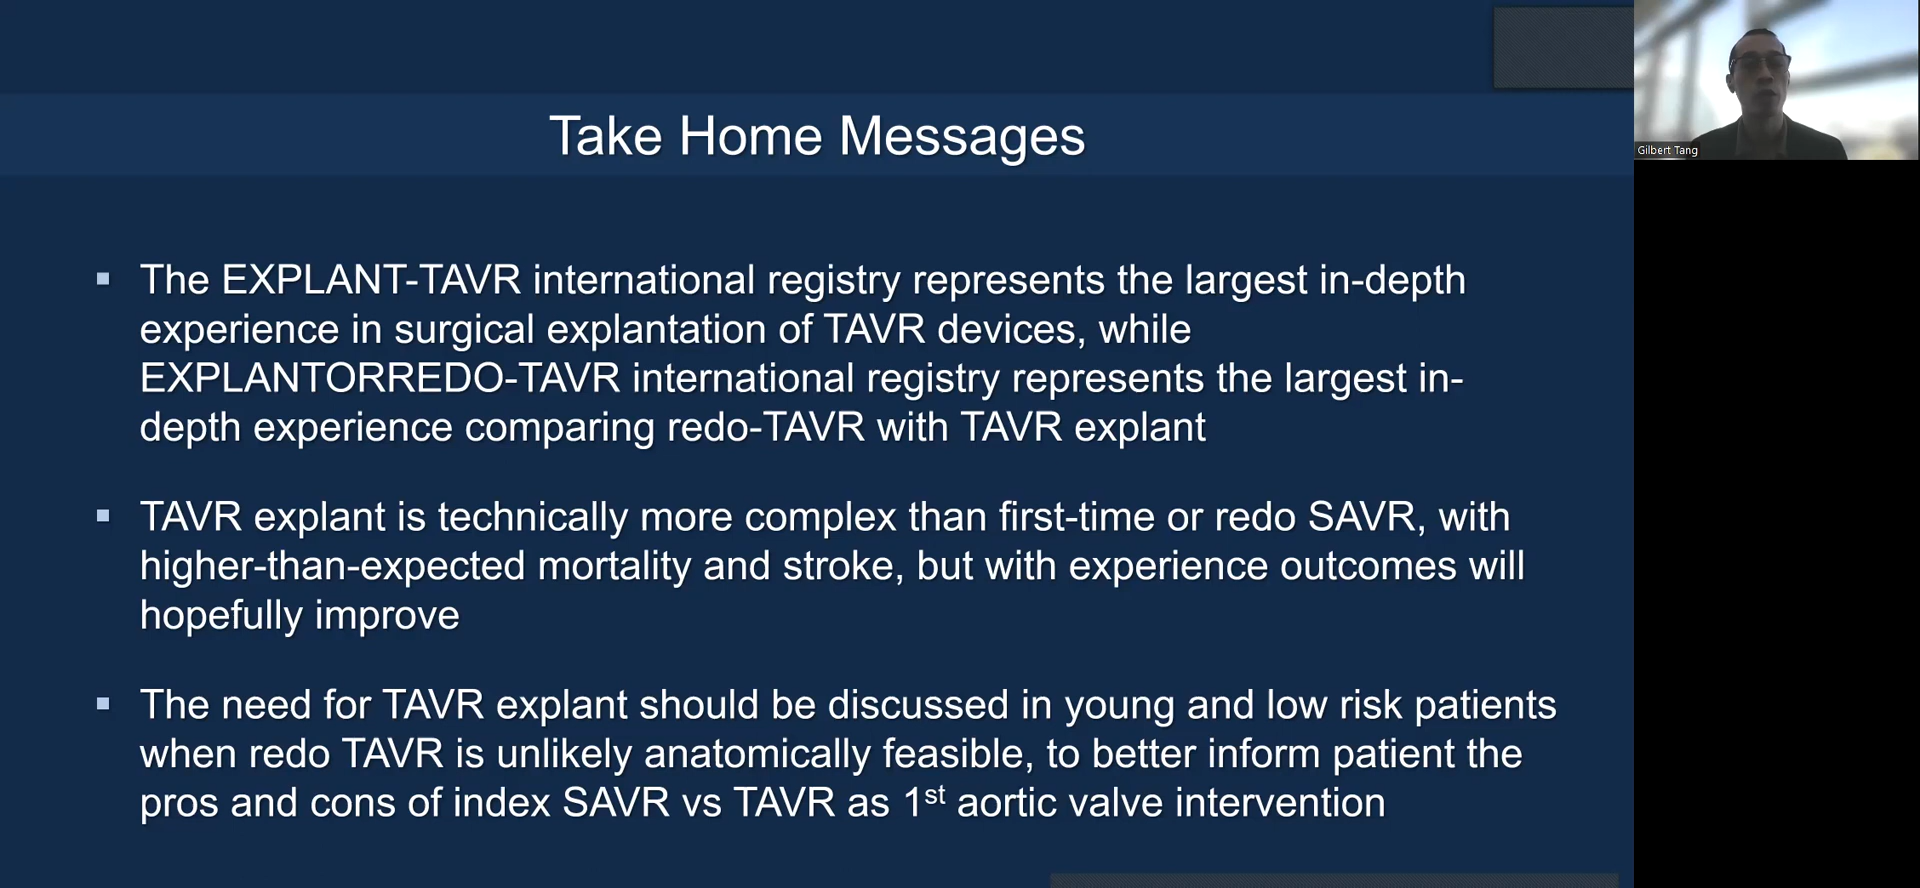 Take Home Messages
The EXPLANT-TAVR international registry represents the largest in-depth
experience in surgical explantation of TAVR devices, while
EXPLANTORREDO-TAVR international registry represents the largest in-
depth experience comparing redo-TAVR with TAVR explant
TAVR explant is technically more complex than first-time or redo SAVR, with
higher-than-expected mortality and stroke, but with experience outcomes will
hopefully improve
The need for TAVR explant should be discussed in young and low risk patients
when redo TAVR is unlikely anatomically feasible, to better inform patient the
pros and cons of index SAVR vs TAVR as 1st aortic valve intervention
Gilbert Tang